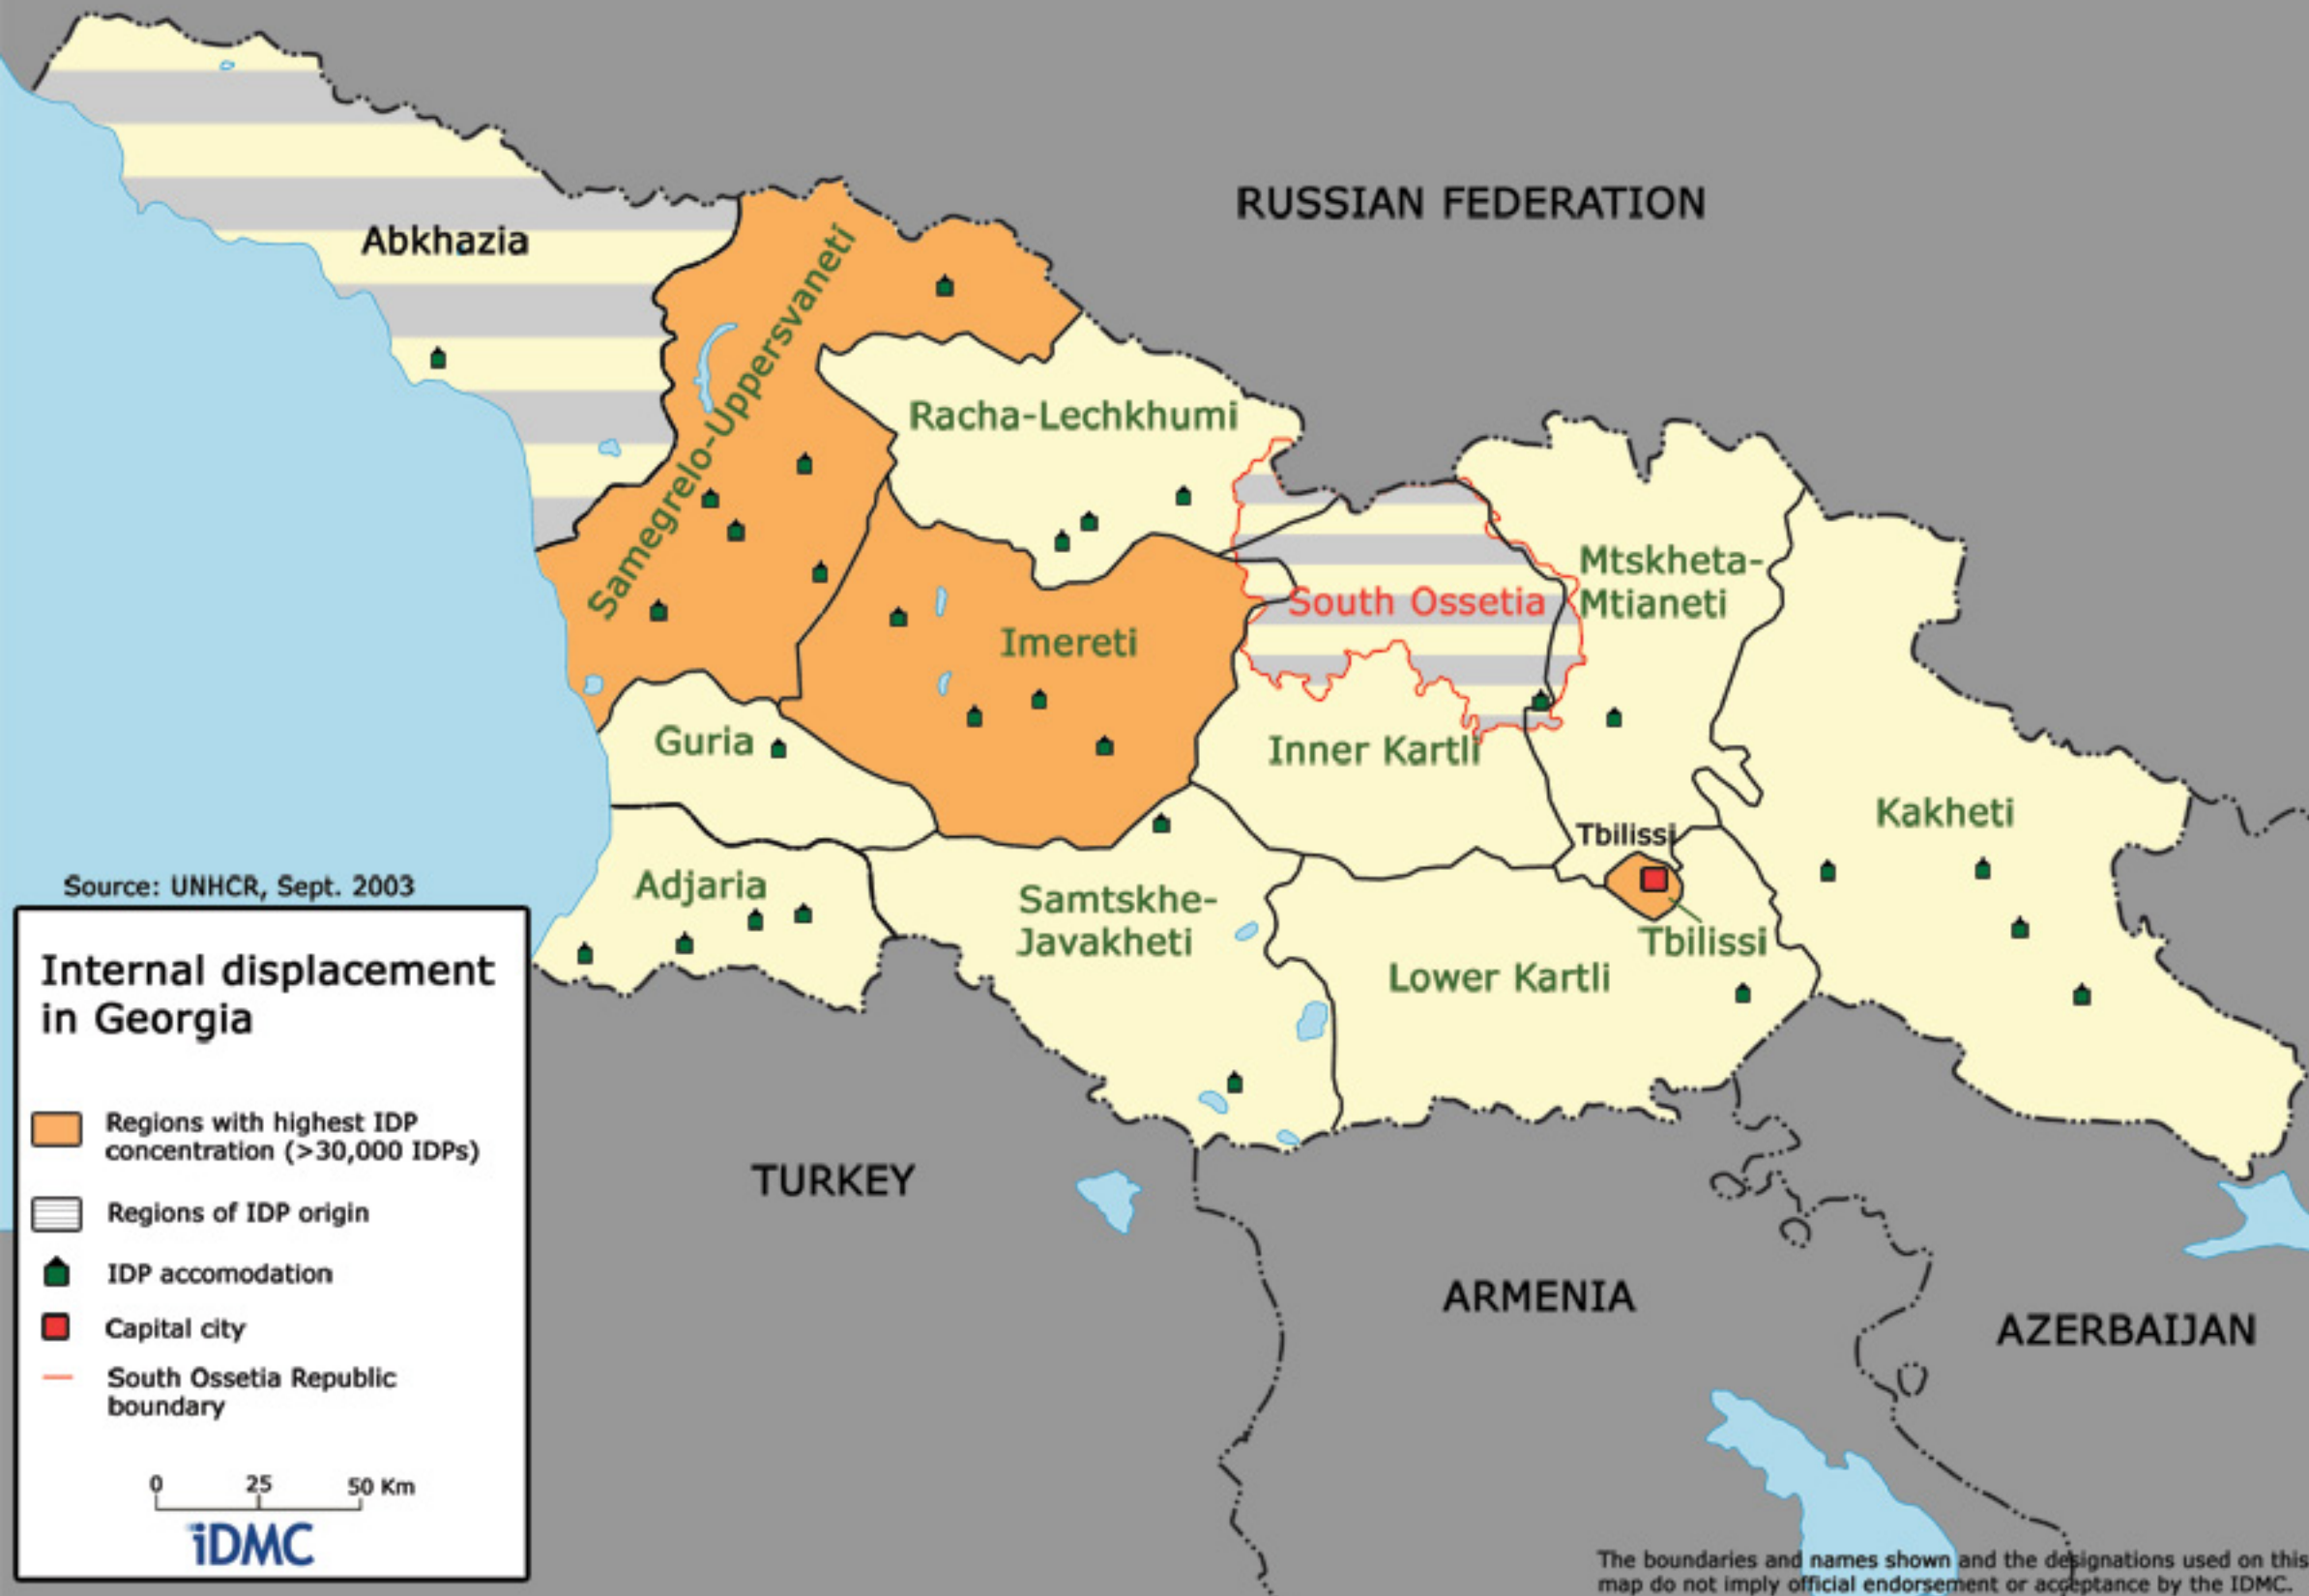 RUSSIAN FEDERATION
Abkhazia
Samegrelo-Uppersvaneti
Racha-Lechkhumi
Mtskheta-
Mtianeti
South Ossetia
Imereti
Guria
Inner Kartli
Kakheti
Tbilissi
Adjaria
Samtskhe-
Javakheti
Tbilissi
Lower Kartli
TURKEY
ARMENIA
AZERBAIJAN
Source: UNHCR, Sept. 2003
Internal displacement
in Georgia
Regions with highest IDP
concentration (>30,000 IDPs)
Regions of IDP origin
IDP accomodation
Capital city
South Ossetia Republic
boundary
0 25 50 Km
iDMC
The boundaries and names shown and the designations used on this
map do not imply official endorsement or acceptance by the IDMC.